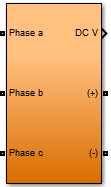 Phase a DC V
Phase b (+)
Phase c (-)